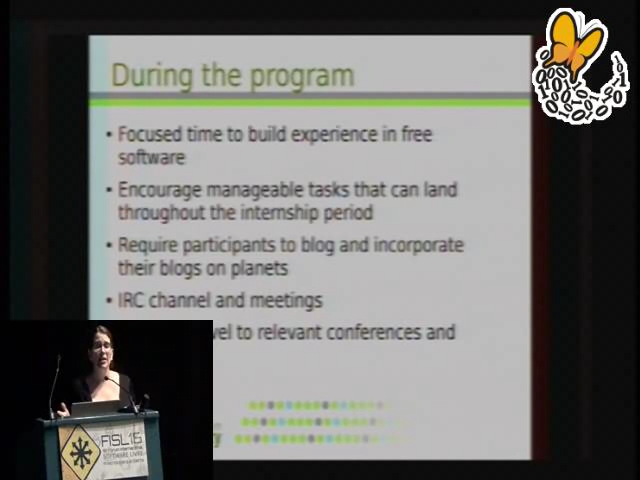 During the program
• Focused time to build experience in free
software
• Encourage manageable tasks that can land
throughout the internship period
• Require participants to blog and incorporate
their blogs on planets
• IRC channel and meetings
to relevant conferences and
FISL15
SOFTWARE LIVRE